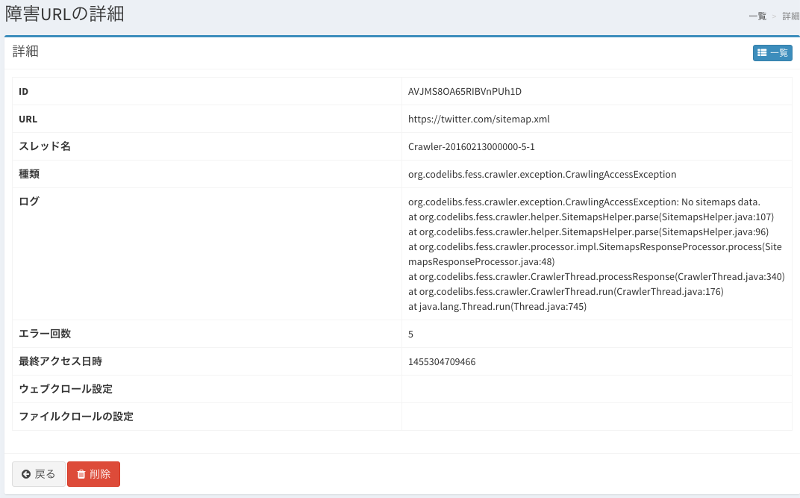 障害URLの詳細
一覧 > 詳細
詳細
一覧
ID AVJMS8OA65RIBVnPUh1D
URL https://twitter.com/sitemap.xml
スレッド名 Crawler-20160213000000-5-1
種類 org.codelibs.fess.crawler.exception.CrawlingAccessException
ログ org.codelibs.fess.crawler.exception.CrawlingAccessException: No sitemaps data.
at org.codelibs.fess.crawler.helper.SitemapsHelper.parse(SitemapsHelper.java:107)
at org.codelibs.fess.crawler.helper.SitemapsHelper.parse(SitemapsHelper.java:96)
at org.codelibs.fess.crawler.processor.impl.SitemapsResponseProcessor.process(Site
mapsResponseProcessor.java:48)
at org.codelibs.fess.crawler.CrawlerThread.processResponse(CrawlerThread.java:340)
at org.codelibs.fess.crawler.CrawlerThread.run(CrawlerThread.java:176)
at java.lang.Thread.run(Thread.java:745)
エラー回数 5
最終アクセス日時 1455304709466
ウェブクロール設定
ファイルクロールの設定
戻る 削除